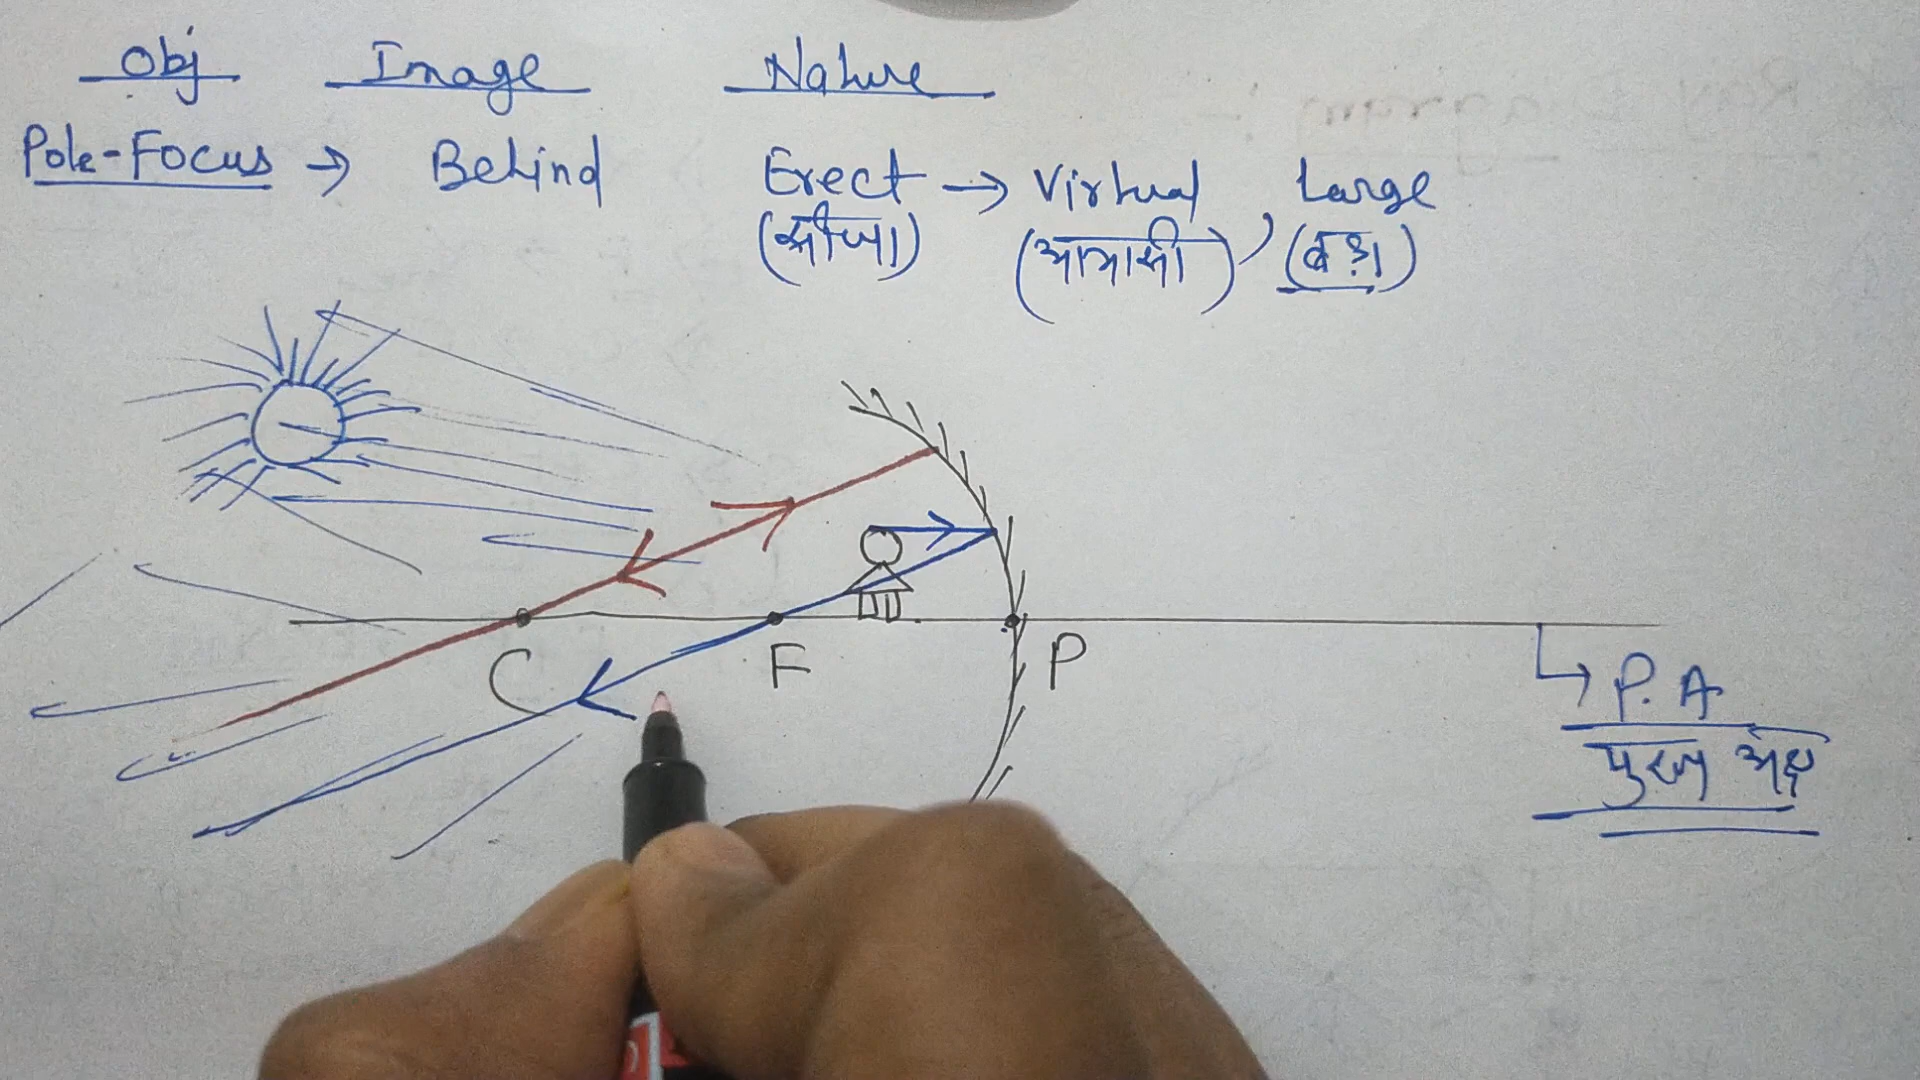 Obj Image Nature
Pole-Focus → Behind Erect → Virtual, Large
(सीधा) (आभासी) (बड़ा)
C F P
P.A
मुख्य अक्ष